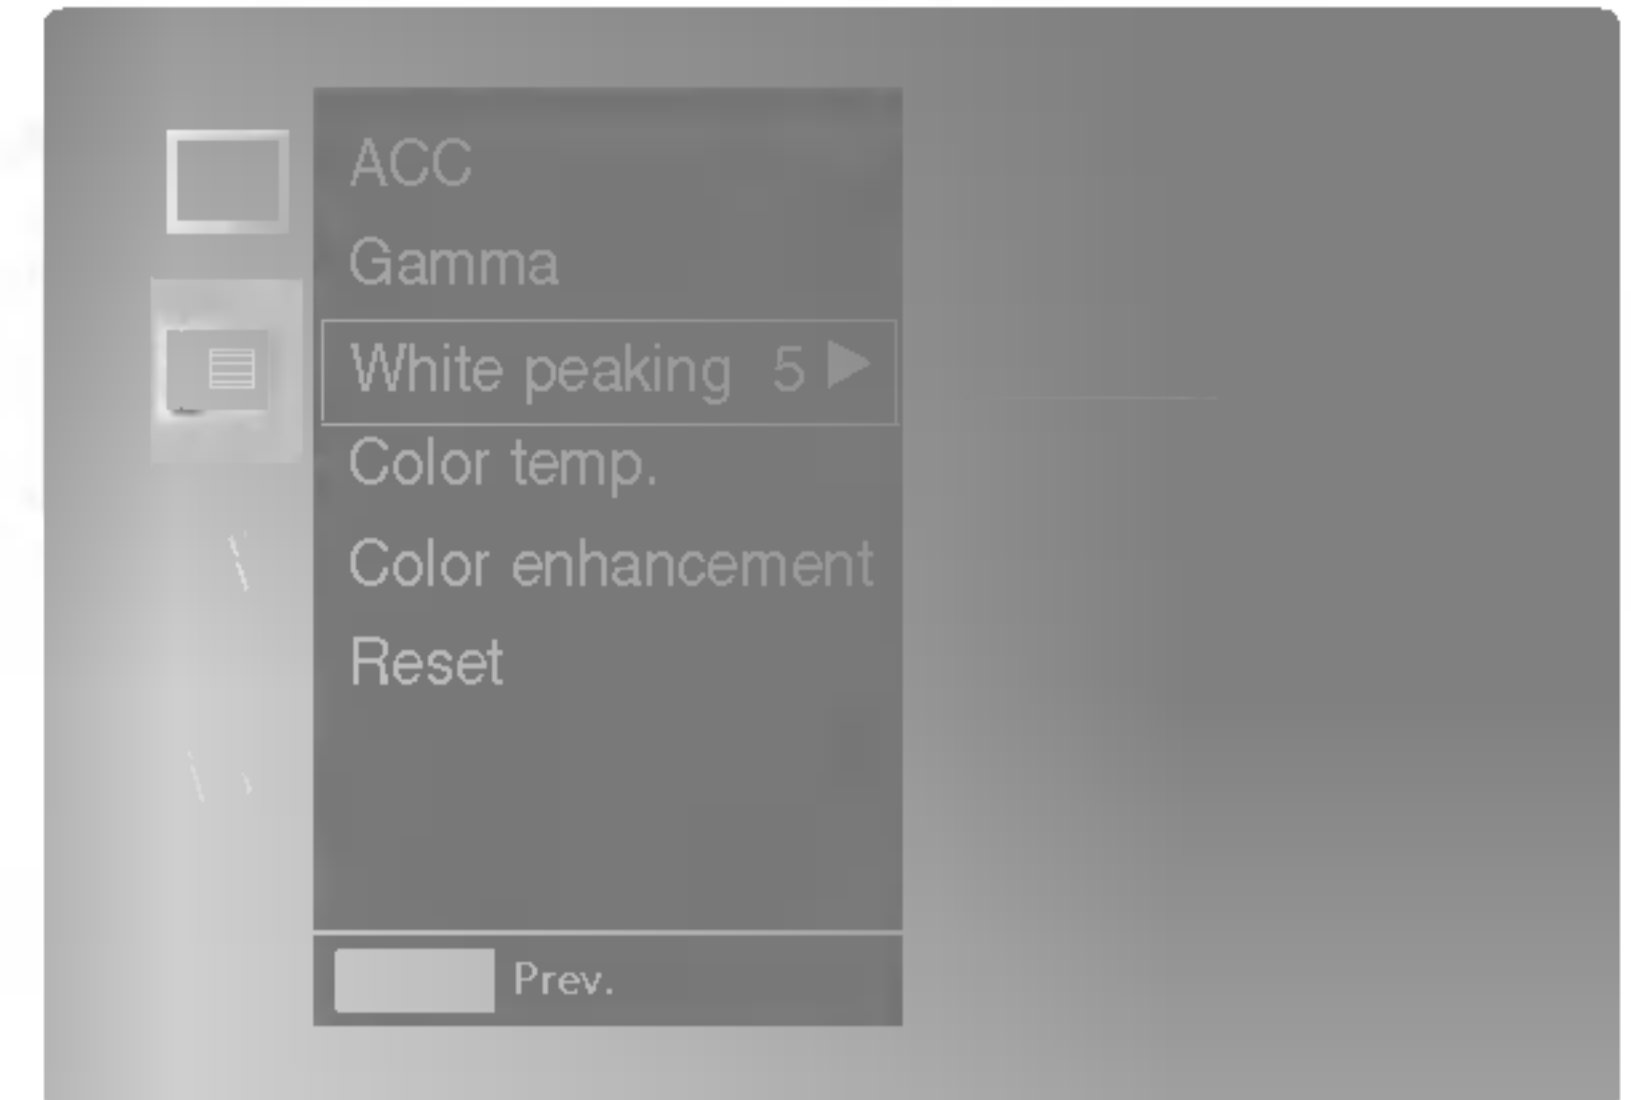 ACC
Gamma
White peaking 5
Color temp.
Color enhancement
Reset
Prev.